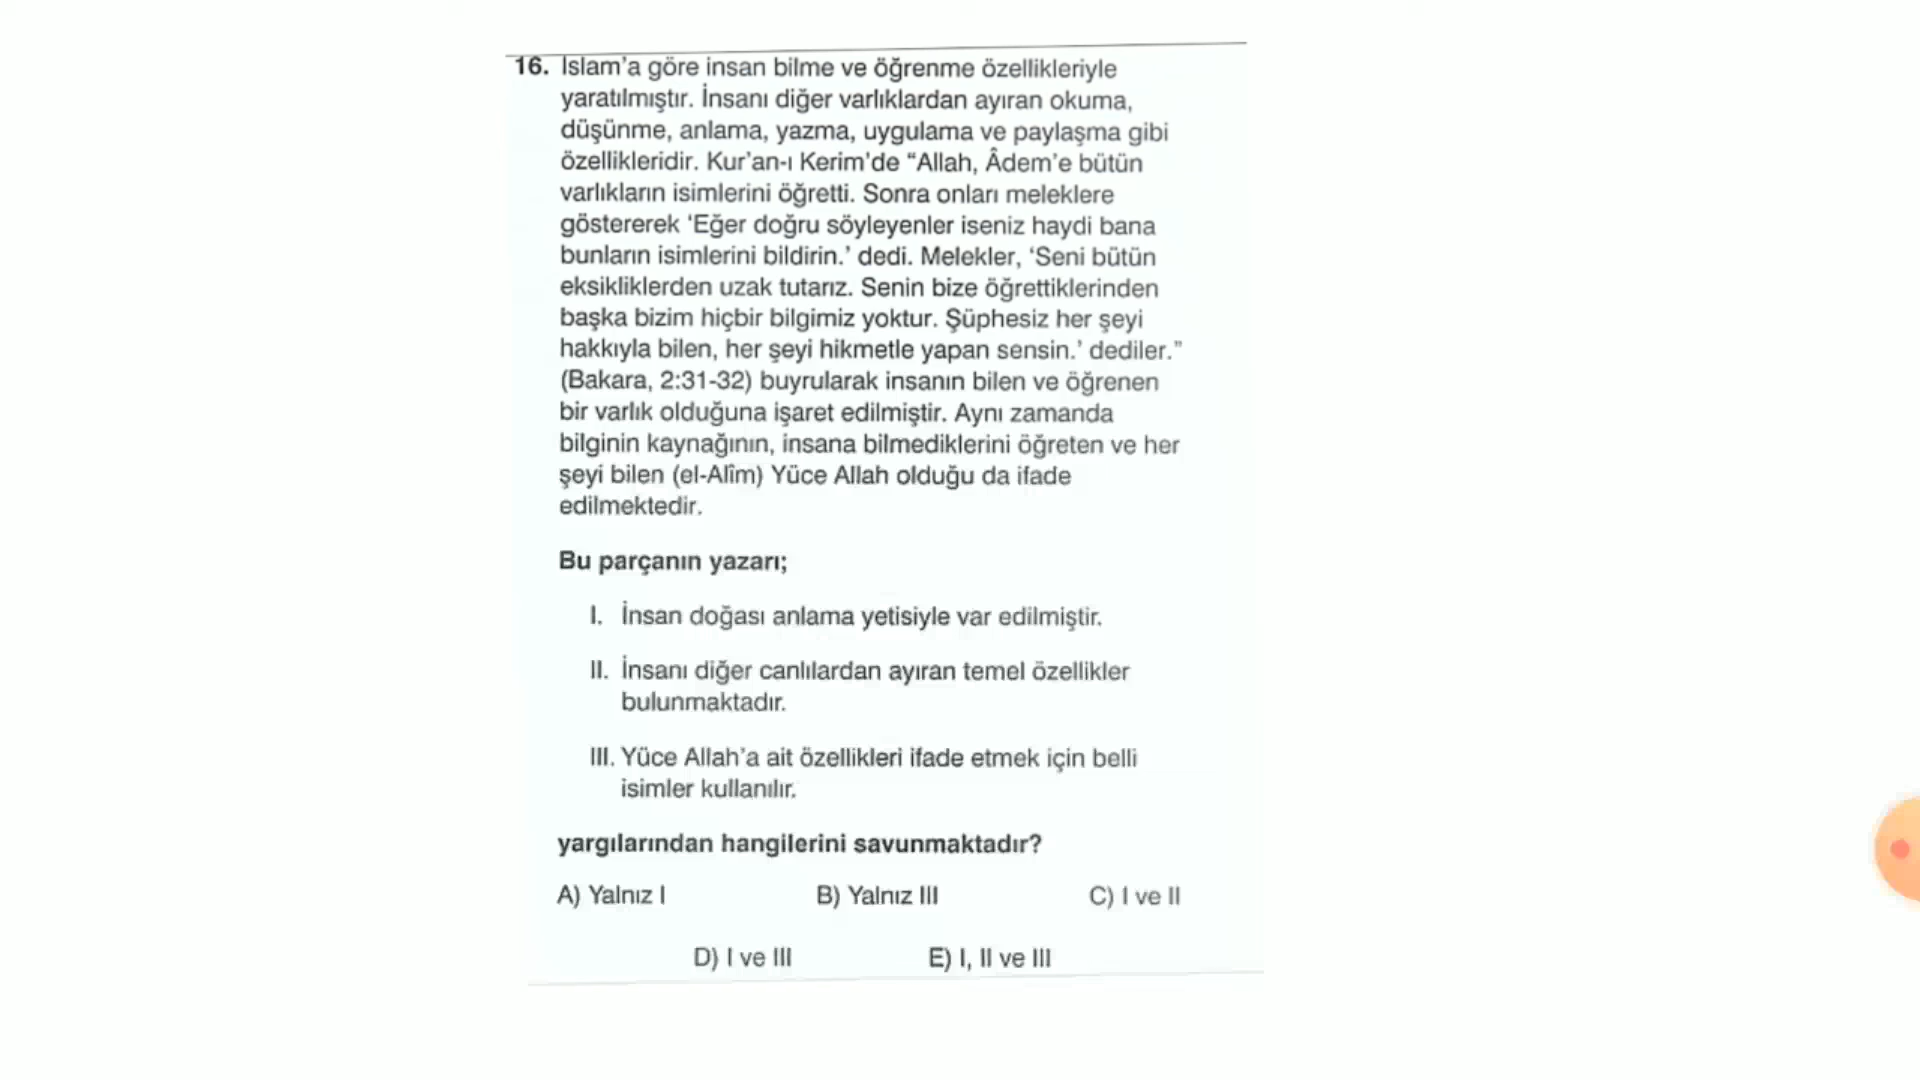 16. İslam’a göre insan bilme ve öğrenme özellikleriyle
yaratılmıştır. İnsanı diğer varlıklardan ayıran okuma,
düşünme, anlama, yazma, uygulama ve paylaşma gibi
özellikleridir. Kur’an-ı Kerim’de “Allah, Âdem’e bütün
varlıkların isimlerini öğretti. Sonra onları meleklere
göstererek ‘Eğer doğru söyleyenler iseniz haydi bana
bunların isimlerini bildirin.’ dedi. Melekler, ‘Seni bütün
eksikliklerden uzak tutarız. Senin bize öğrettiklerinden
başka bizim hiçbir bilgimiz yoktur. Şüphesiz her şeyi
hakkıyla bilen, her şeyi hikmetle yapan sensin.’ dediler.”
(Bakara, 2:31-32) buyrularak insanın bilen ve öğrenen
bir varlık olduğuna işaret edilmiştir. Aynı zamanda
bilginin kaynağının, insana bilmediklerini öğreten ve her
şeyi bilen (el-Alîm) Yüce Allah olduğu da ifade
edilmektedir.
Bu parçanın yazarı;
I. İnsan doğası anlama yetisiyle var edilmiştir.
II. İnsanı diğer canlılardan ayıran temel özellikler
bulunmaktadır.
III. Yüce Allah’a ait özellikleri ifade etmek için belli
isimler kullanılır.
yargılarından hangilerini savunmaktadır?
A) Yalnız I B) Yalnız III C) I ve II
D) I ve III E) I, II ve III